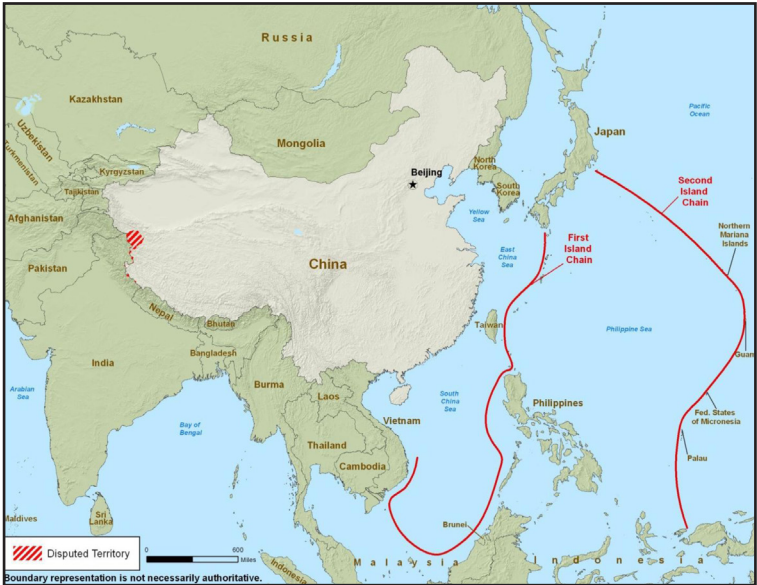 Russia
Kazakhstan
Mongolia
Uzbekistan
Turkmenistan
Kyrgyzstan
Tajikistan
Afghanistan
Pakistan
Beijing
North
Korea
South
Korea
Japan
Pacific
Ocean
Yellow
Sea
East
China
Sea
First
Island
Chain
Second
Island
Chain
Northern
Mariana
Islands
China
Nepal
Bhutan
Bangladesh
India
Burma
Laos
Taiwan
Philippine Sea
Guam
Arabian
Sea
Bay of
Bengal
South
China
Sea
Vietnam
Philippines
Fed. States
of Micronesia
Thailand
Cambodia
Palau
Maldives
Sri
Lanka
Brunei
Malaysia
Indonesia
Indonesia
Disputed Territory
0
600
Miles
Boundary representation is not necessarily authoritative.